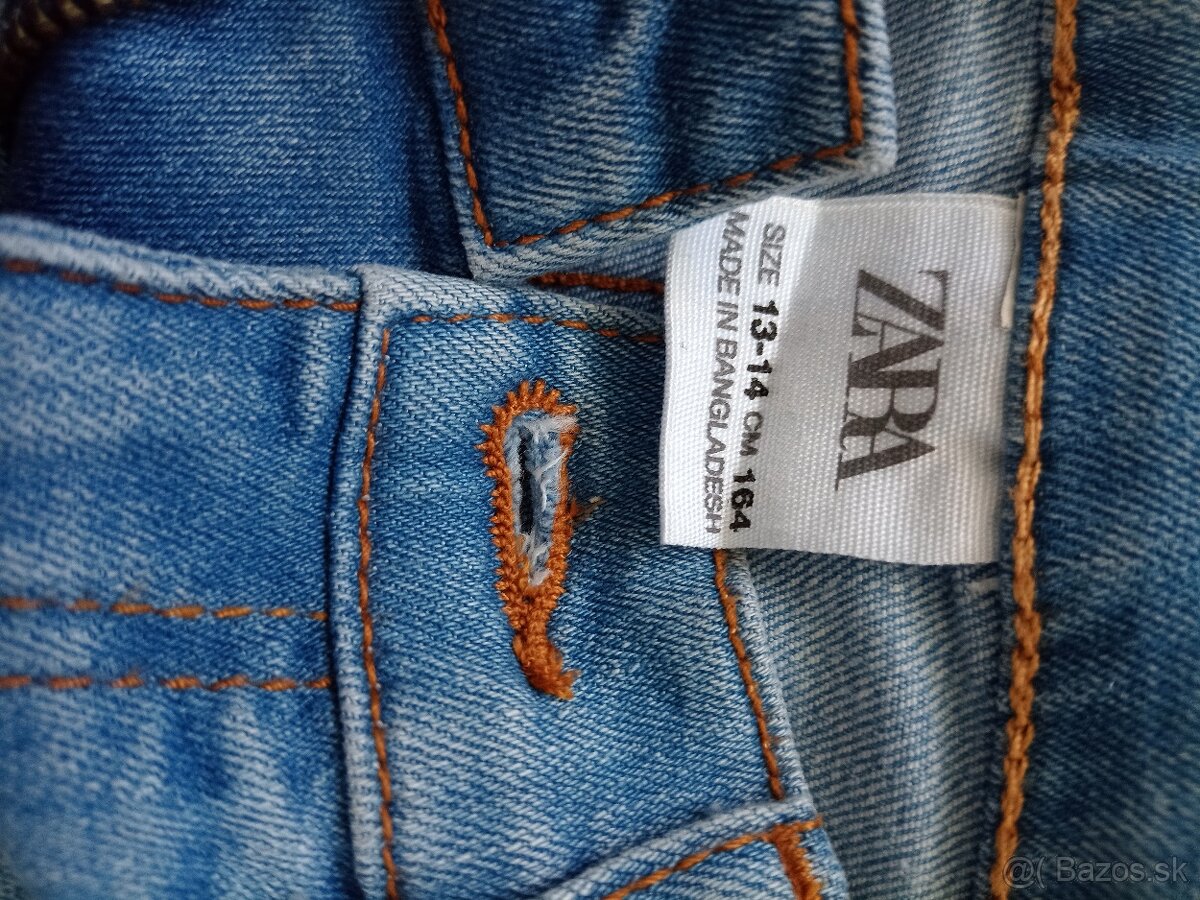 ZARA
SIZE 13-14 CM 164
MADE IN BANGLADESH
@( Bazos.sk